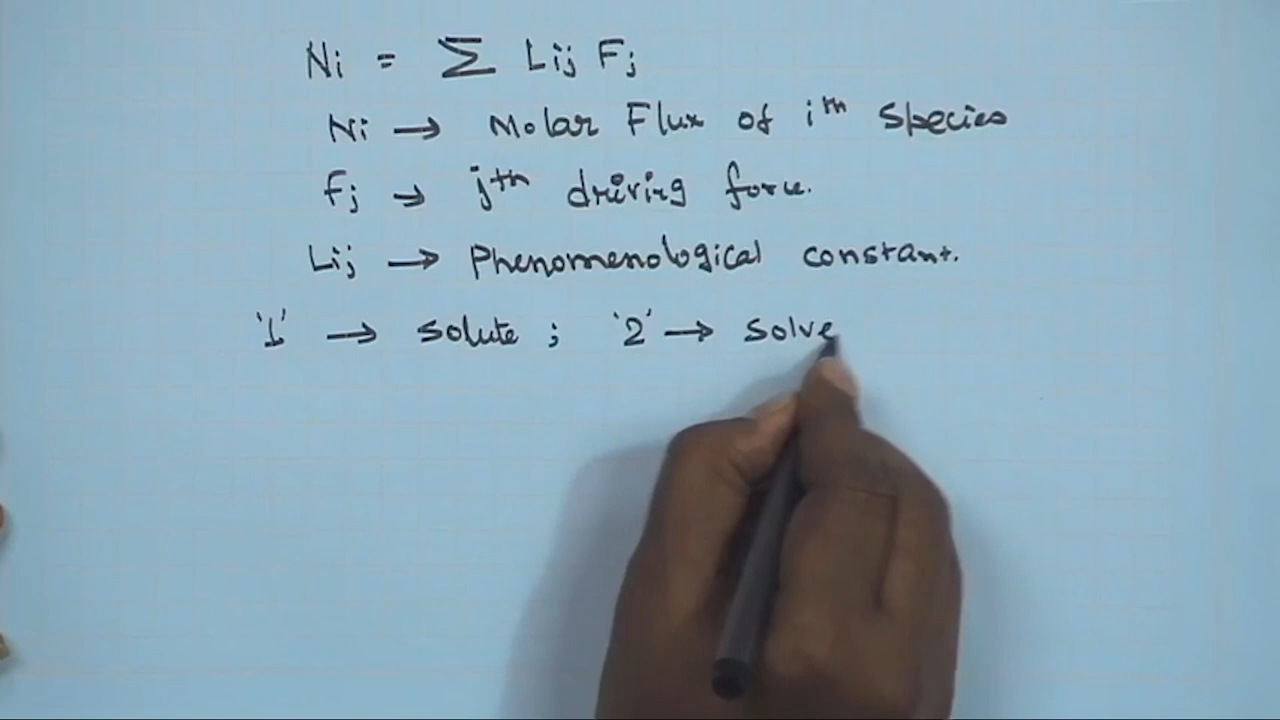 Ni = Σ Lij Fj
Ni → Molar Flux of ith species
Fj → jth driving force.
Lij → Phenomenological constant.
'1' → solute ; '2' → solve